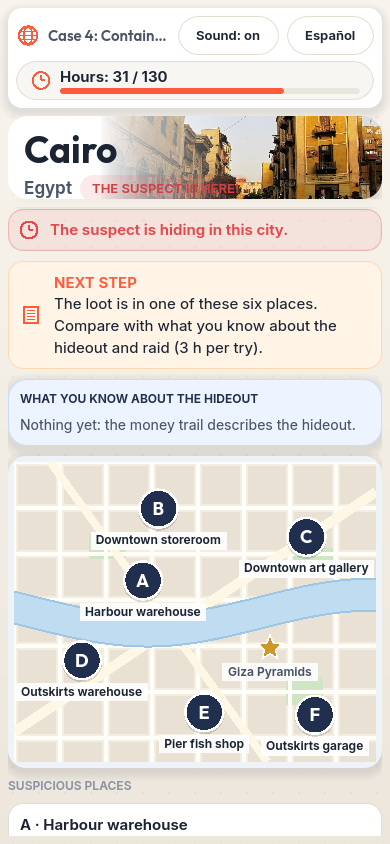 Case 4: Contain...
Sound: on
Español
Hours: 31 / 130
Cairo
Egypt
THE SUSPECT IS HERE
The suspect is hiding in this city.
NEXT STEP
The loot is in one of these six places.
Compare with what you know about the
hideout and raid (3 h per try).
WHAT YOU KNOW ABOUT THE HIDEOUT
Nothing yet: the money trail describes the hideout.
B
Downtown storeroom
C
Downtown art gallery
A
Harbour warehouse
D
Outskirts warehouse
Giza Pyramids
E
Pier fish shop
F
Outskirts garage
SUSPICIOUS PLACES
A · Harbour warehouse